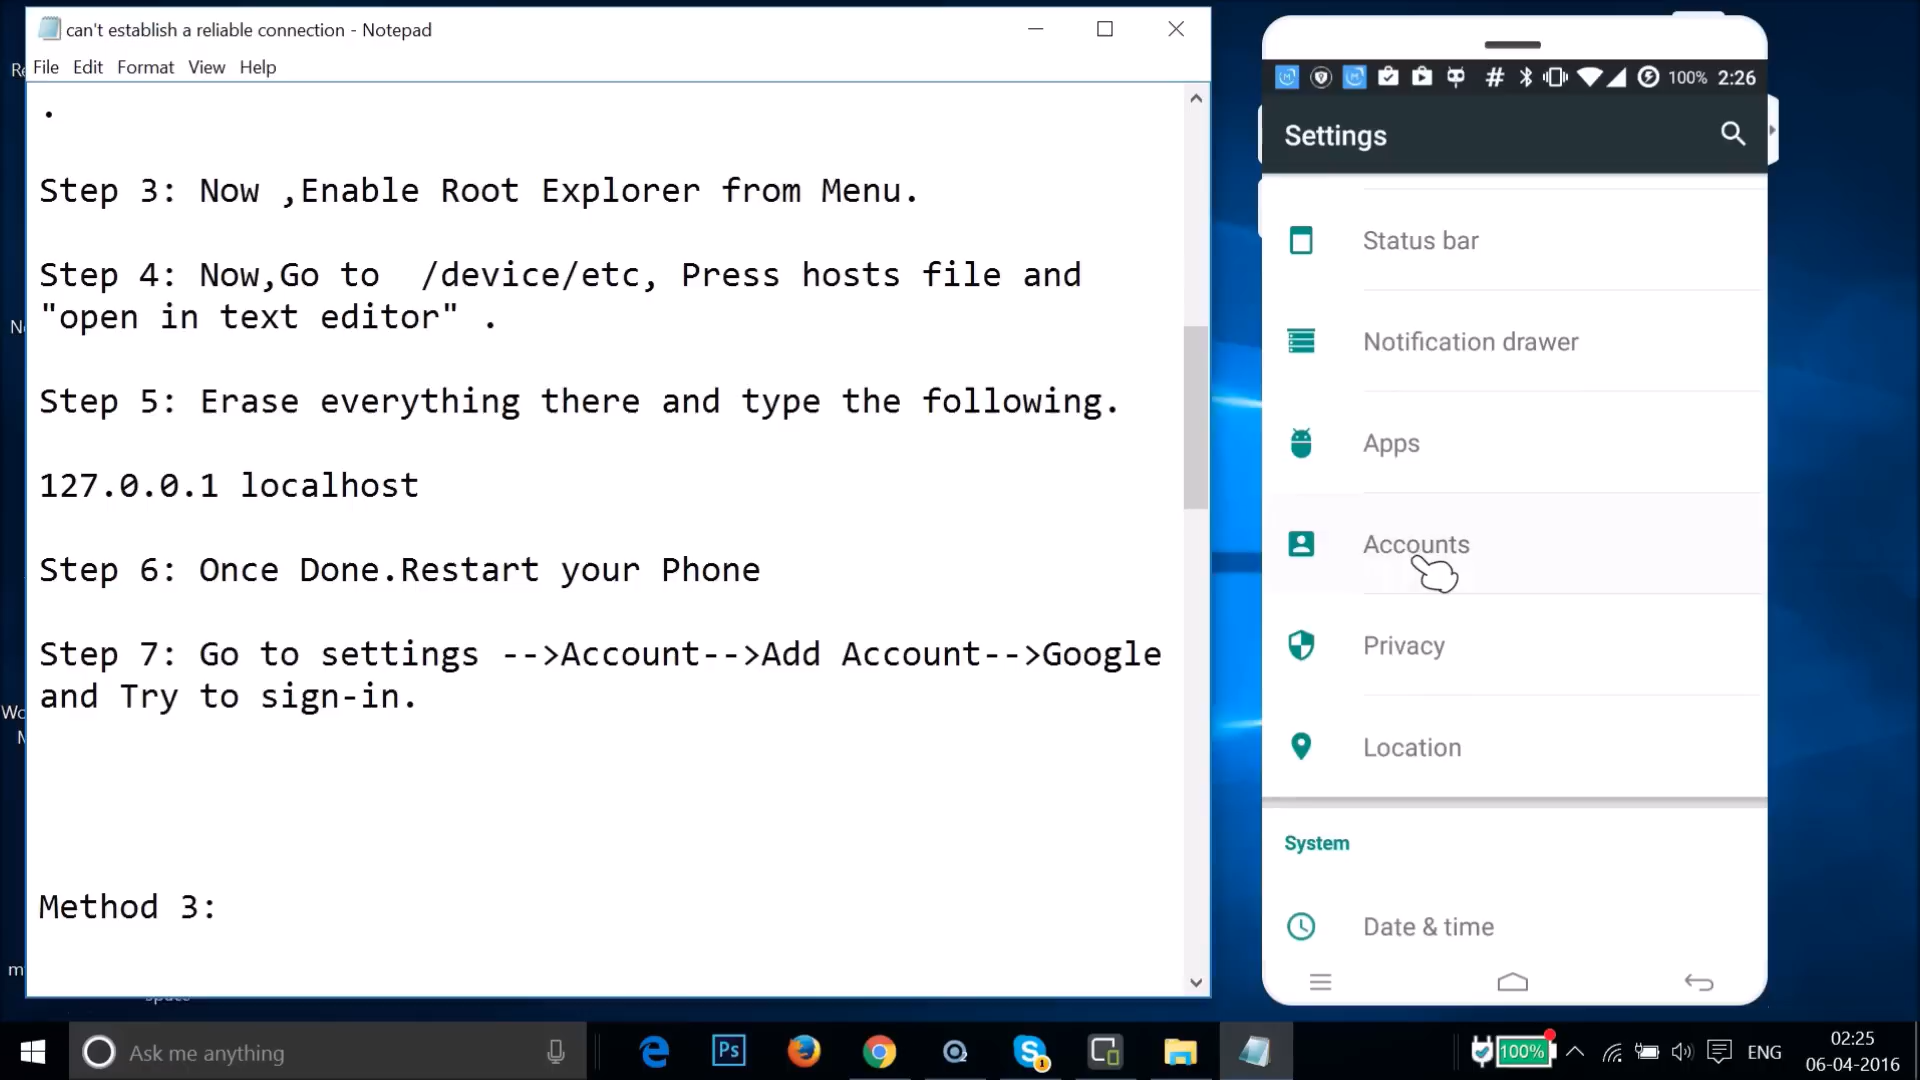 can't establish a reliable connection - Notepad
File Edit Format View Help
.
Step 3: Now ,Enable Root Explorer from Menu.
Step 4: Now,Go to  /device/etc, Press hosts file and
"open in text editor" .
Step 5: Erase everything there and type the following.
127.0.0.1 localhost
Step 6: Once Done.Restart your Phone
Step 7: Go to settings -->Account-->Add Account-->Google
and Try to sign-in.
Method 3:
100% 2:26
Settings
Status bar
Notification drawer
Apps
Accounts
Privacy
Location
System
Date & time
Ask me anything
Ps
1
100%
ENG
02:25
06-04-2016